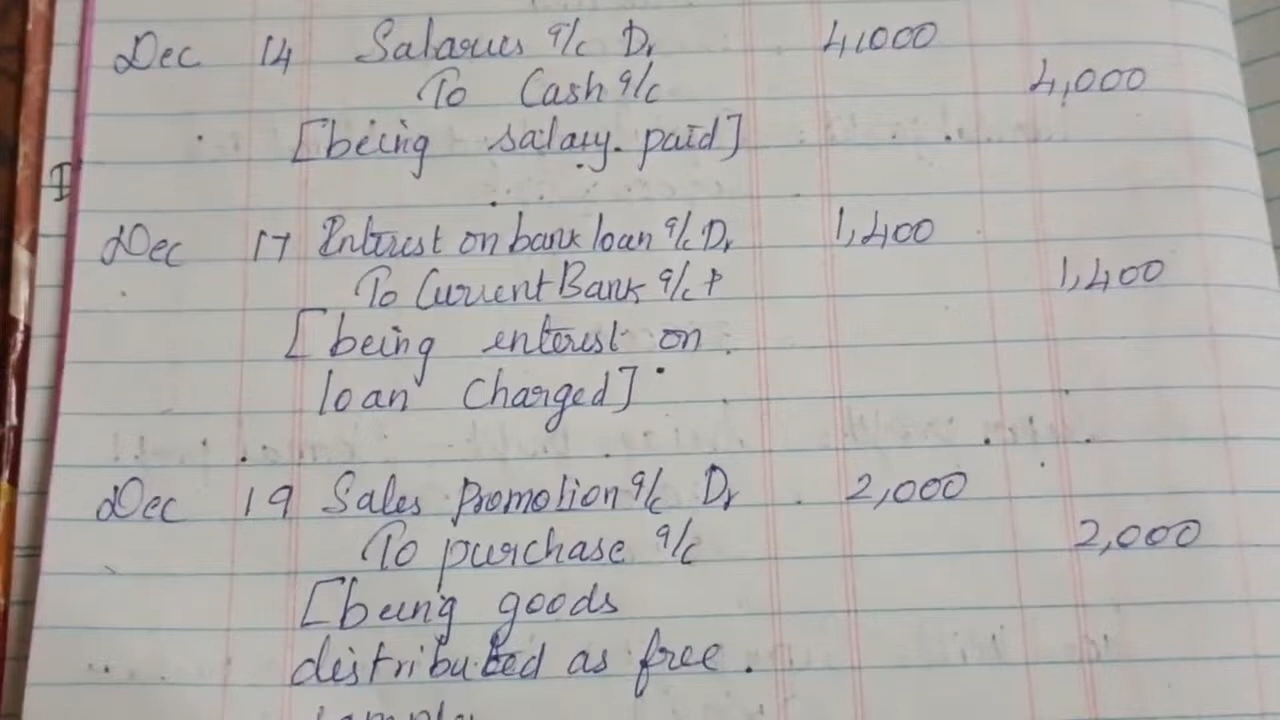 Dec 14 Salaries a/c Dr 4,000
To Cash a/c 4,000
[being salary paid]
Dec 17 Interest on bank loan a/c Dr 1,400
To Current Bank a/c 1,400
[being interest on
loan charged]
Dec 19 Sales promotion a/c Dr 2,000
To purchase a/c 2,000
[being goods
distributed as free